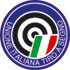 UNIONE ITALIANA TIRO A SEGNO